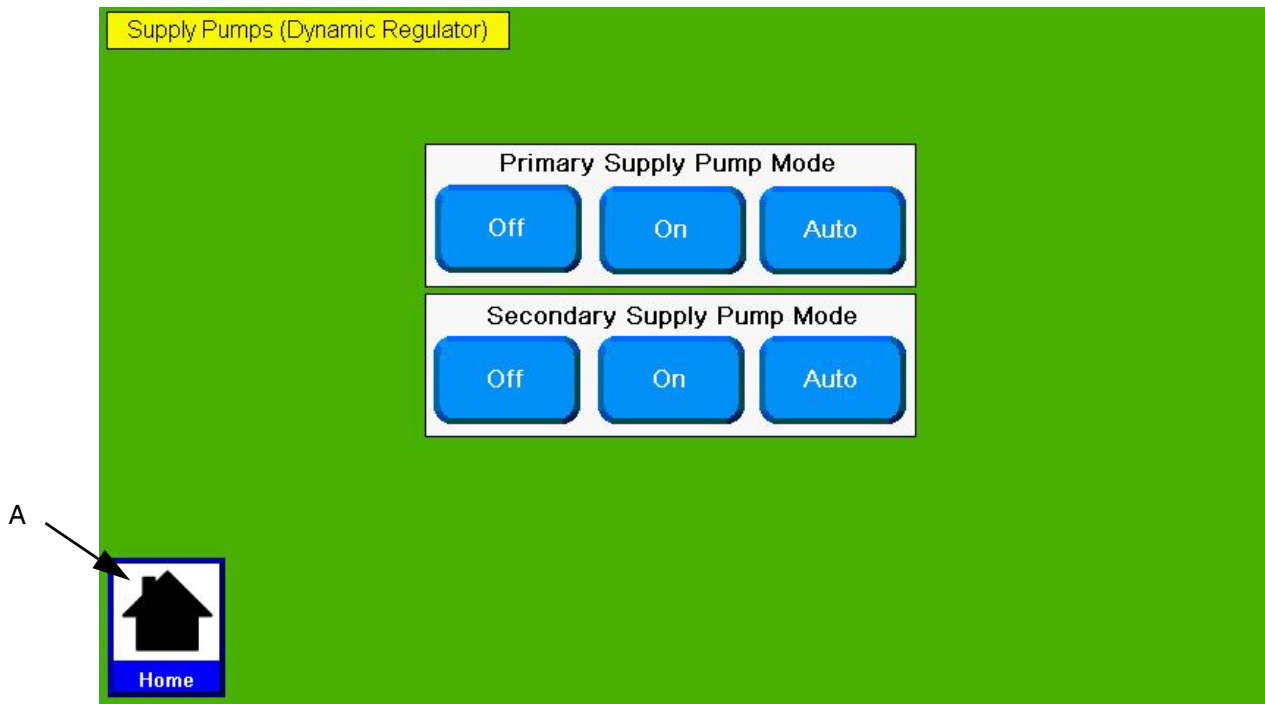 Supply Pumps (Dynamic Regulator)
Primary Supply Pump Mode
Off On Auto
Secondary Supply Pump Mode
Off On Auto
A
Home